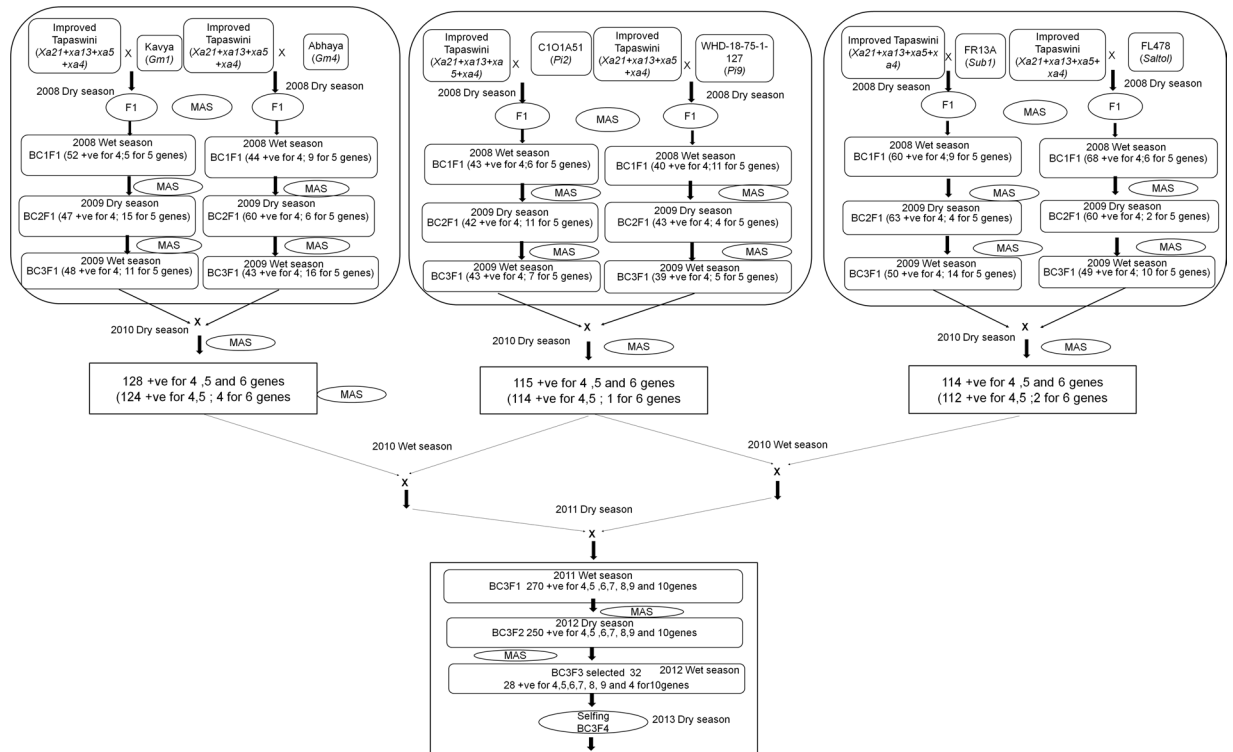 Improved
Tapaswini
(Xa21+xa13+xa5
+xa4)
X
Kavya
(Gm1)
Improved
Tapaswini
(Xa21+xa13+xa5
+xa4)
X
Abhaya
(Gm4)
2008 Dry season
2008 Dry season
F1
MAS
F1
2008 Wet season
BC1F1 (52 +ve for 4;5 for 5 genes)
2008 Wet season
BC1F1 (44 +ve for 4; 9 for 5 genes)
MAS
MAS
2009 Dry season
BC2F1 (47 +ve for 4; 15 for 5 genes)
2009 Dry season
BC2F1 (60 +ve for 4; 6 for 5 genes)
MAS
MAS
2009 Wet season
BC3F1 (48 +ve for 4; 11 for 5 genes)
2009 Wet season
BC3F1 (43 +ve for 4; 16 for 5 genes)
X
2010 Dry season
MAS
128 +ve for 4 ,5 and 6 genes
(124 +ve for 4,5 ; 4 for 6 genes
MAS
Improved
Tapaswini
(Xa21+xa13+xa
5+xa4)
X
C1O1A51
(Pi2)
Improved
Tapaswini
(Xa21+xa13+xa5
+xa4)
X
WHD-18-75-1-
127
(Pi9)
2008 Dry season
2008 Dry season
F1
MAS
F1
2008 Wet season
BC1F1 (43 +ve for 4;6 for 5 genes)
2008 Wet season
BC1F1 (40 +ve for 4;11 for 5 genes)
MAS
MAS
2009 Dry season
BC2F1 (42 +ve for 4; 11 for 5 genes)
2009 Dry season
BC2F1 (43 +ve for 4; 4 for 5 genes)
MAS
MAS
2009 Wet season
BC3F1 (43 +ve for 4; 7 for 5 genes)
2009 Wet season
BC3F1 (39 +ve for 4; 5 for 5 genes)
X
2010 Dry season
MAS
115 +ve for 4 ,5 and 6 genes
(114 +ve for 4,5 ; 1 for 6 genes
Improved Tapaswini
(Xa21+xa13+xa5+x
a4)
X
FR13A
(Sub1)
Improved
Tapaswini
(Xa21+xa13+xa5+
xa4)
X
FL478
(Saltol)
2008 Dry season
2008 Dry season
F1
MAS
F1
2008 Wet season
BC1F1 (60 +ve for 4;9 for 5 genes)
2008 Wet season
BC1F1 (68 +ve for 4;6 for 5 genes)
MAS
MAS
2009 Dry season
BC2F1 (63 +ve for 4; 4 for 5 genes)
2009 Dry season
BC2F1 (60 +ve for 4; 2 for 5 genes)
MAS
MAS
2009 Wet season
BC3F1 (50 +ve for 4; 14 for 5 genes)
2009 Wet season
BC3F1 (49 +ve for 4; 10 for 5 genes)
X
2010 Dry season
MAS
114 +ve for 4 ,5 and 6 genes
(112 +ve for 4,5 ;2 for 6 genes
2010 Wet season
2010 Wet season
X
X
2011 Dry season
X
2011 Wet season
BC3F1 270 +ve for 4,5 ,6,7, 8,9 and 10genes
MAS
2012 Dry season
BC3F2 250 +ve for 4,5 ,6,7, 8,9 and 10genes
MAS
BC3F3 selected 32
2012 Wet season
28 +ve for 4,5,6,7, 8, 9 and 4 for10genes
Selfing
BC3F4
2013 Dry season